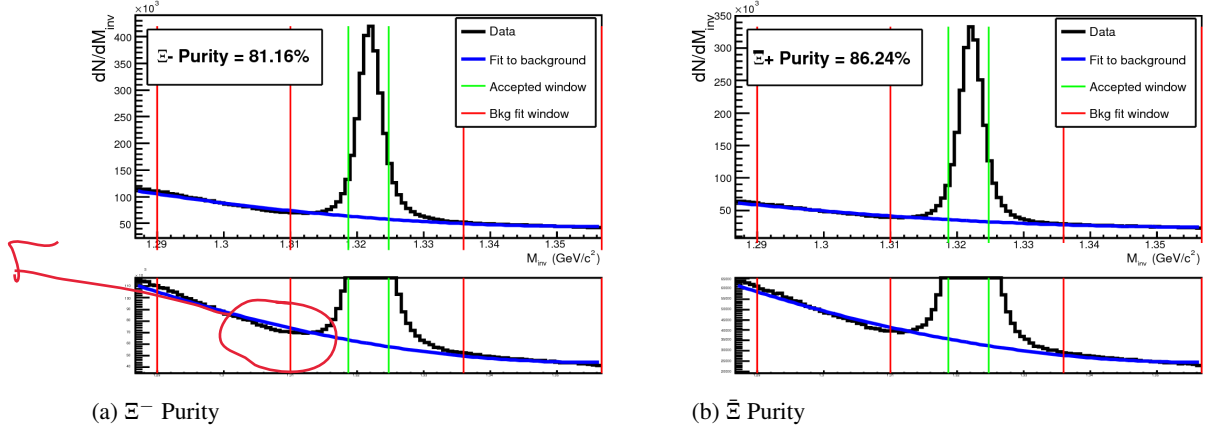 ×10³
dN/dM_inv
400
350
300
250
200
150
100
50
Ξ- Purity = 81.16%
Data
Fit to background
Accepted window
Bkg fit window
1.29 1.3 1.31 1.32 1.33 1.34 1.35
M_inv (GeV/c²)
(a) Ξ⁻ Purity
×10³
dN/dM_inv
350
300
250
200
150
100
50
Ξ̄+ Purity = 86.24%
Data
Fit to background
Accepted window
Bkg fit window
1.29 1.3 1.31 1.32 1.33 1.34 1.35
M_inv (GeV/c²)
(b) Ξ̄ Purity